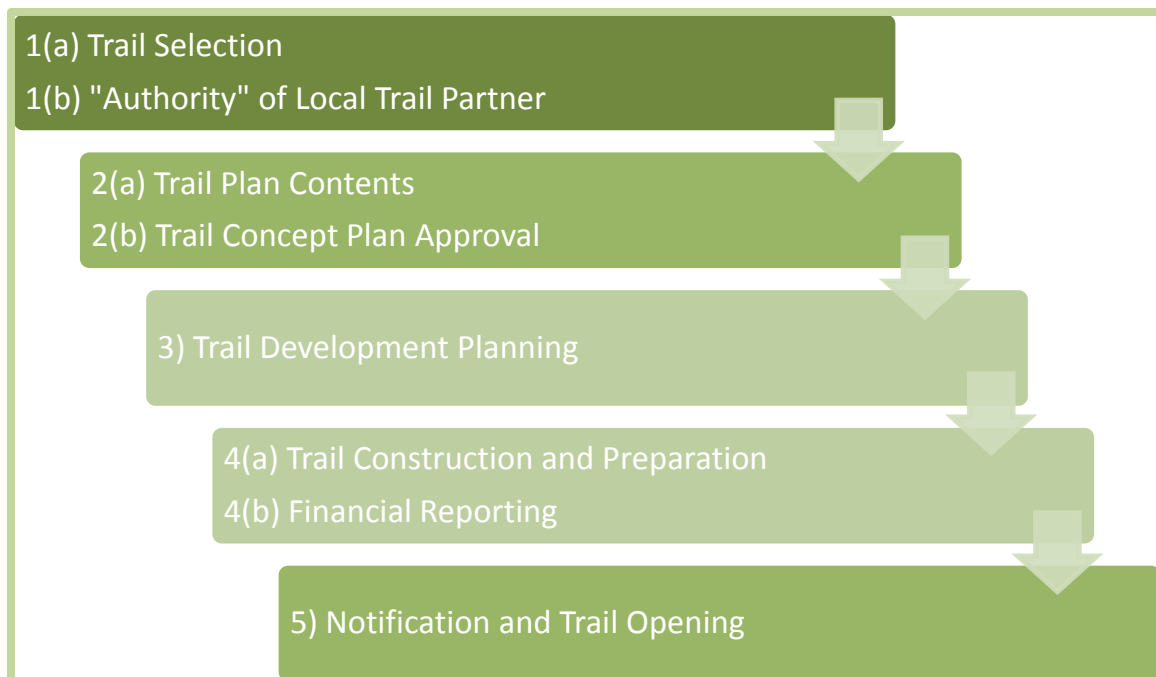 1(a) Trail Selection
1(b) "Authority" of Local Trail Partner
2(a) Trail Plan Contents
2(b) Trail Concept Plan Approval
3) Trail Development Planning
4(a) Trail Construction and Preparation
4(b) Financial Reporting
5) Notification and Trail Opening